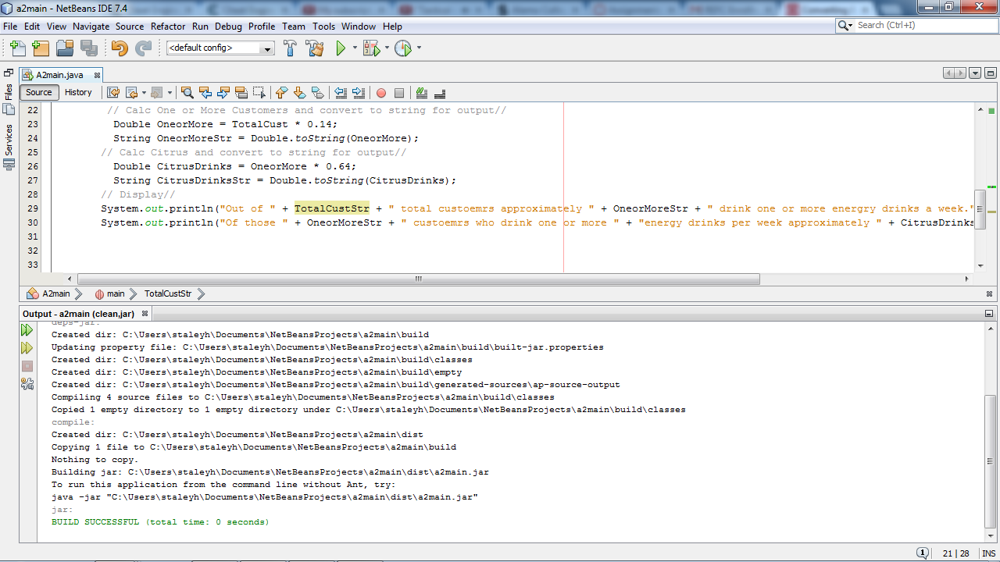 a2main - NetBeans IDE 7.4
File Edit View Navigate Source Refactor Run Debug Profile Team Tools Window Help
Search (Ctrl+I)
<default config>
A2main.java
Files
Services
Source History
22 // Calc One or More Customers and convert to string for output//
23 Double OneorMore = TotalCust * 0.14;
24 String OneorMoreStr = Double.toString(OneorMore);
25 // Calc Citrus and convert to string for output//
26 Double CitrusDrinks = OneorMore * 0.64;
27 String CitrusDrinksStr = Double.toString(CitrusDrinks);
28 // Display//
29 System.out.println("Out of " + TotalCustStr + " total custoemrs approximately " + OneorMoreStr + " drink one or more energry drinks a week."
30 System.out.println("Of those " + OneorMoreStr + " custoemrs who drink one or more " + "energy drinks per week approximately " + CitrusDrinks
31
32
33
A2main main TotalCustStr
Output - a2main (clean,jar)
deps-jar:
Created dir: C:\Users\staleyh\Documents\NetBeansProjects\a2main\build
Updating property file: C:\Users\staleyh\Documents\NetBeansProjects\a2main\build\built-jar.properties
Created dir: C:\Users\staleyh\Documents\NetBeansProjects\a2main\build\classes
Created dir: C:\Users\staleyh\Documents\NetBeansProjects\a2main\build\empty
Created dir: C:\Users\staleyh\Documents\NetBeansProjects\a2main\build\generated-sources\ap-source-output
Compiling 4 source files to C:\Users\staleyh\Documents\NetBeansProjects\a2main\build\classes
Copied 1 empty directory to 1 empty directory under C:\Users\staleyh\Documents\NetBeansProjects\a2main\build\classes
compile:
Created dir: C:\Users\staleyh\Documents\NetBeansProjects\a2main\dist
Copying 1 file to C:\Users\staleyh\Documents\NetBeansProjects\a2main\build
Nothing to copy.
Building jar: C:\Users\staleyh\Documents\NetBeansProjects\a2main\dist\a2main.jar
To run this application from the command line without Ant, try:
java -jar "C:\Users\staleyh\Documents\NetBeansProjects\a2main\dist\a2main.jar"
jar:
BUILD SUCCESSFUL (total time: 0 seconds)
1 21 | 28 INS